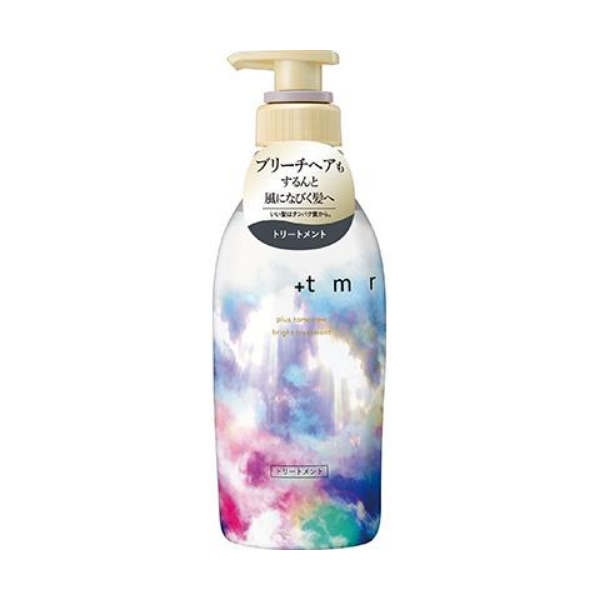 ブリーチヘアも
するんと
風になびく髪へ
いい髪はタンパク質から。
トリートメント
+t m r
plus tomorrow
bright treatment
トリートメント